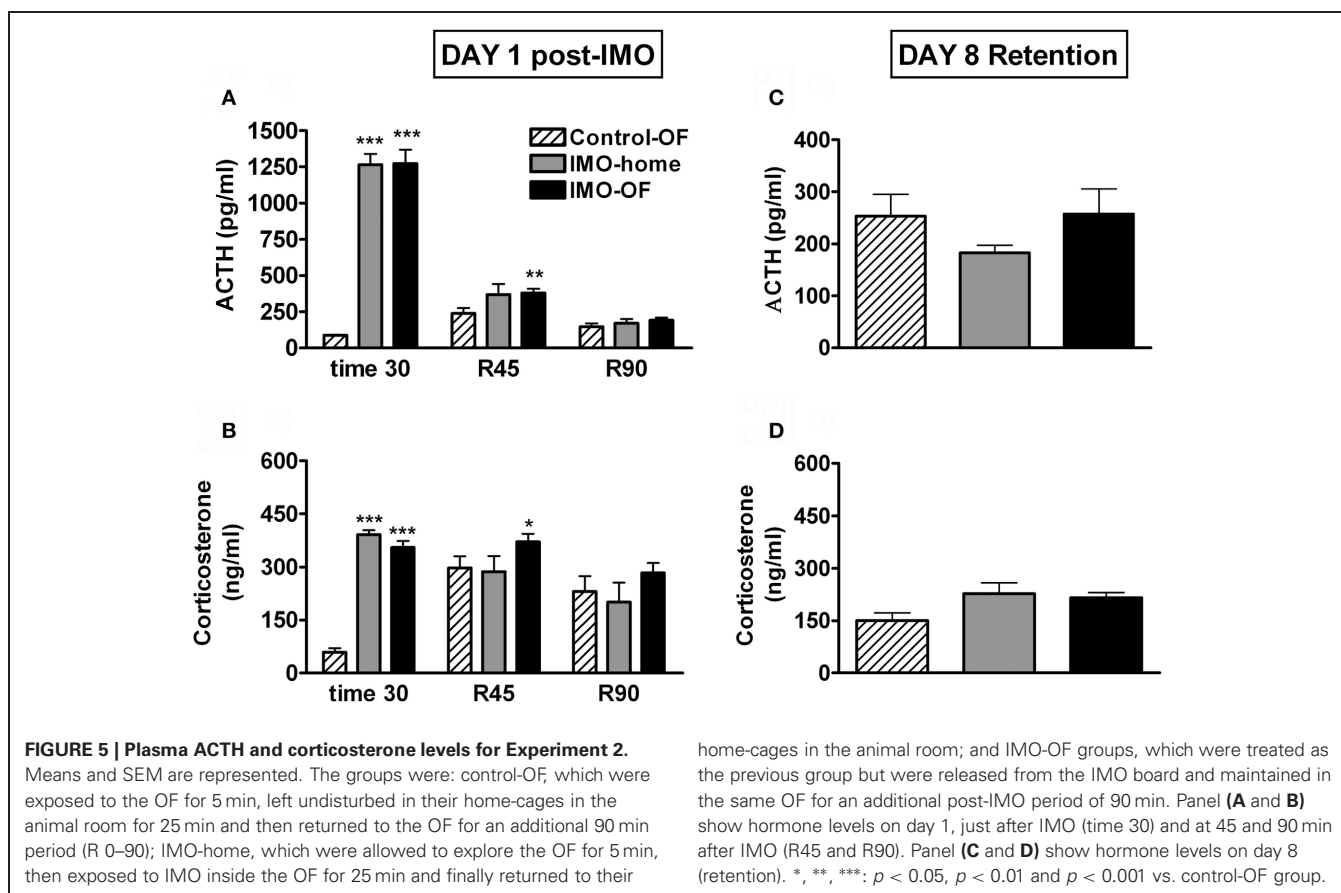 DAY 1 post-IMO
DAY 8 Retention
A
1500
1250
1000
750
500
250
0
ACTH (pg/ml)
*** ***
**
Control-OF
IMO-home
IMO-OF
time 30 R45 R90
C
400
300
200
100
0
ACTH (pg/ml)
B
600
450
300
150
0
Corticosterone
(ng/ml)
*** ***
*
time 30 R45 R90
D
600
450
300
150
0
Corticosterone
(ng/ml)
FIGURE 5 | Plasma ACTH and corticosterone levels for Experiment 2.
Means and SEM are represented. The groups were: control-OF, which were
exposed to the OF for 5 min, left undisturbed in their home-cages in the
animal room for 25 min and then returned to the OF for an additional 90 min
period (R 0–90); IMO-home, which were allowed to explore the OF for 5 min,
then exposed to IMO inside the OF for 25 min and finally returned to their
home-cages in the animal room; and IMO-OF groups, which were treated as
the previous group but were released from the IMO board and maintained in
the same OF for an additional post-IMO period of 90 min. Panel (A and B)
show hormone levels on day 1, just after IMO (time 30) and at 45 and 90 min
after IMO (R45 and R90). Panel (C and D) show hormone levels on day 8
(retention). *, **, ***: p < 0.05, p < 0.01 and p < 0.001 vs. control-OF group.